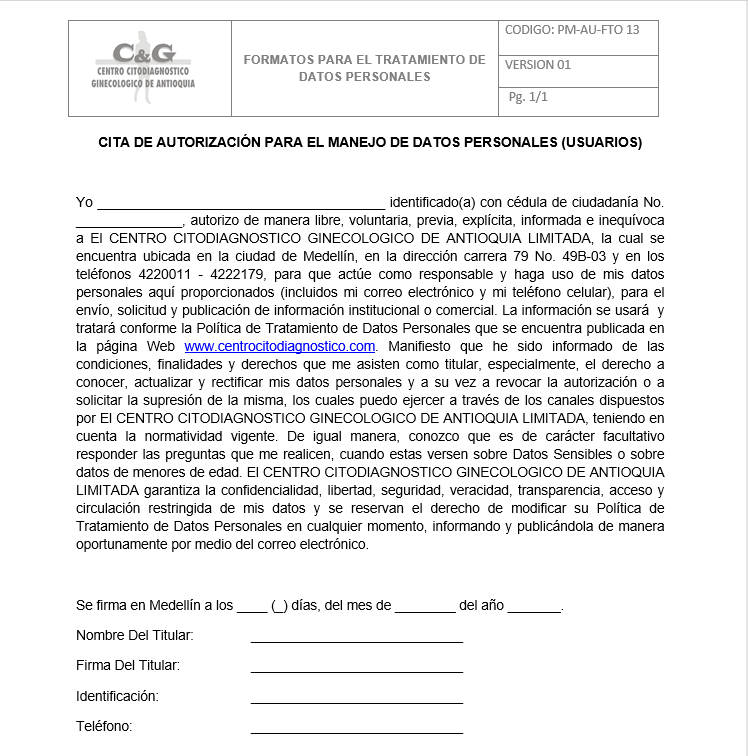 C&G
CENTRO CITODIAGNOSTICO
GINECOLOGICO DE ANTIOQUIA
FORMATOS PARA EL TRATAMIENTO DE
DATOS PERSONALES
CODIGO: PM-AU-FTO 13
VERSION 01
Pg. 1/1
CITA DE AUTORIZACIÓN PARA EL MANEJO DE DATOS PERSONALES (USUARIOS)
Yo _____________________________________ identificado(a) con cédula de ciudadanía No.
______________, autorizo de manera libre, voluntaria, previa, explícita, informada e inequívoca
a El CENTRO CITODIAGNOSTICO GINECOLOGICO DE ANTIOQUIA LIMITADA, la cual se
encuentra ubicada en la ciudad de Medellín, en la dirección carrera 79 No. 49B-03 y en los
teléfonos 4220011 - 4222179, para que actúe como responsable y haga uso de mis datos
personales aquí proporcionados (incluidos mi correo electrónico y mi teléfono celular), para el
envío, solicitud y publicación de información institucional o comercial. La información se usará y
tratará conforme la Política de Tratamiento de Datos Personales que se encuentra publicada en
la página Web www.centrocitodiagnostico.com. Manifiesto que he sido informado de las
condiciones, finalidades y derechos que me asisten como titular, especialmente, el derecho a
conocer, actualizar y rectificar mis datos personales y a su vez a revocar la autorización o a
solicitar la supresión de la misma, los cuales puedo ejercer a través de los canales dispuestos
por El CENTRO CITODIAGNOSTICO GINECOLOGICO DE ANTIOQUIA LIMITADA, teniendo en
cuenta la normatividad vigente. De igual manera, conozco que es de carácter facultativo
responder las preguntas que me realicen, cuando estas versen sobre Datos Sensibles o sobre
datos de menores de edad. El CENTRO CITODIAGNOSTICO GINECOLOGICO DE ANTIOQUIA
LIMITADA garantiza la confidencialidad, libertad, seguridad, veracidad, transparencia, acceso y
circulación restringida de mis datos y se reservan el derecho de modificar su Política de
Tratamiento de Datos Personales en cualquier momento, informando y publicándola de manera
oportunamente por medio del correo electrónico.
Se firma en Medellín a los ____ (_) días, del mes de ________ del año _______.
Nombre Del Titular: ____________________________
Firma Del Titular: ____________________________
Identificación: ____________________________
Teléfono: ____________________________